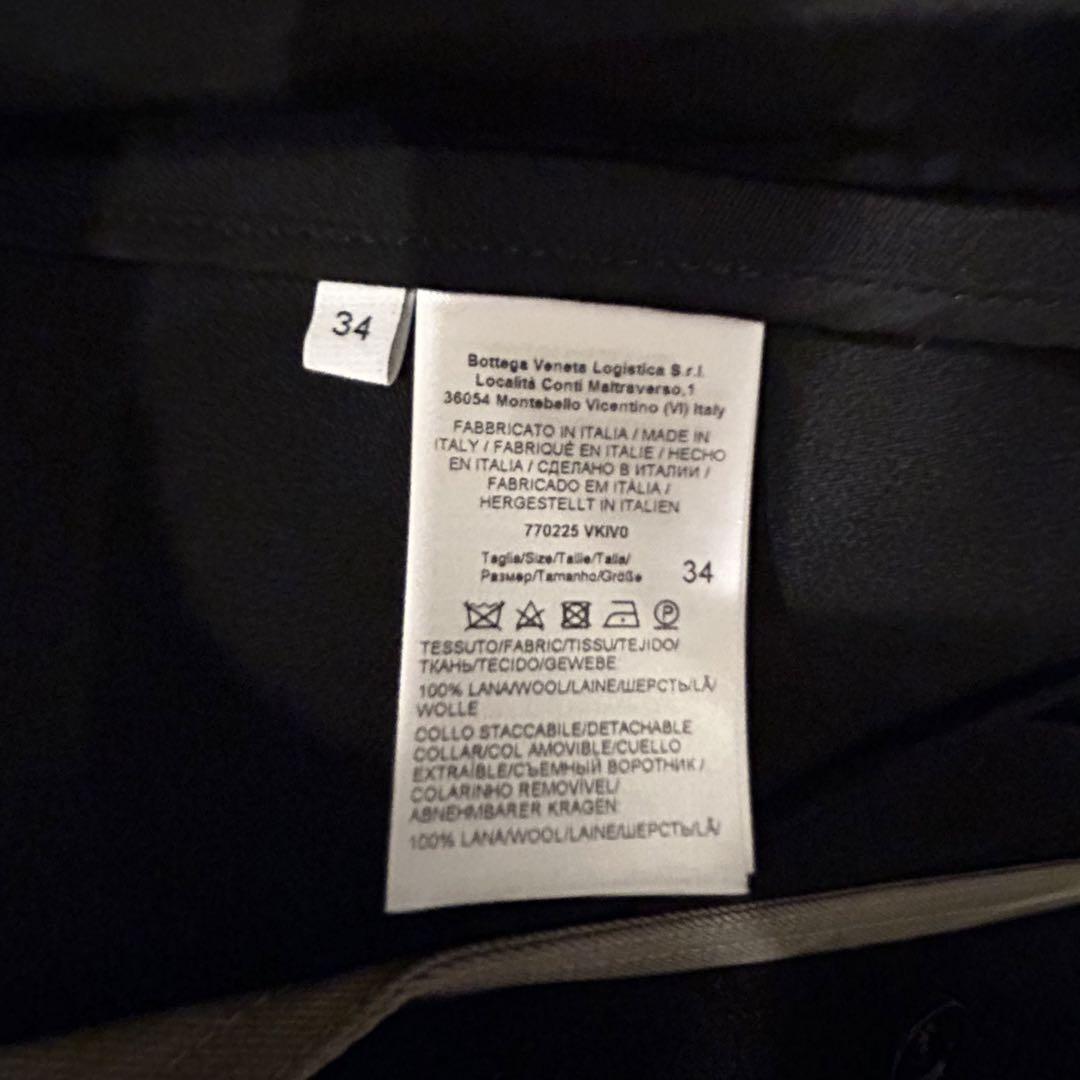 34
Bottega Veneta Logistica S.r.l.
Località Conti Maltraverso,1
36054 Montebello Vicentino (VI) Italy
FABBRICATO IN ITALIA / MADE IN
ITALY / FABRIQUÉ EN ITALIE / HECHO
EN ITALIA / СДЕЛАНО В ИТАЛИИ /
FABRICADO EM ITÁLIA /
HERGESTELLT IN ITALIEN
770225 VKIV0
Taglia/Size/Taille/Talla/
Размер/Tamanho/Größe 34
P
TESSUTO/FABRIC/TISSU/TEJIDO/
ТКАНЬ/TECIDO/GEWEBE
100% LANA/WOOL/LAINE/ШЕРСТЬ/LÃ/
WOLLE
COLLO STACCABILE/DETACHABLE
COLLAR/COL AMOVIBLE/CUELLO
EXTRAÍBLE/СЪЕМНЫЙ ВОРОТНИК/
COLARINHO REMOVÍVEL/
ABNEHMBARER KRAGEN
100% LANA/WOOL/LAINE/ШЕРСТЬ/LÃ/